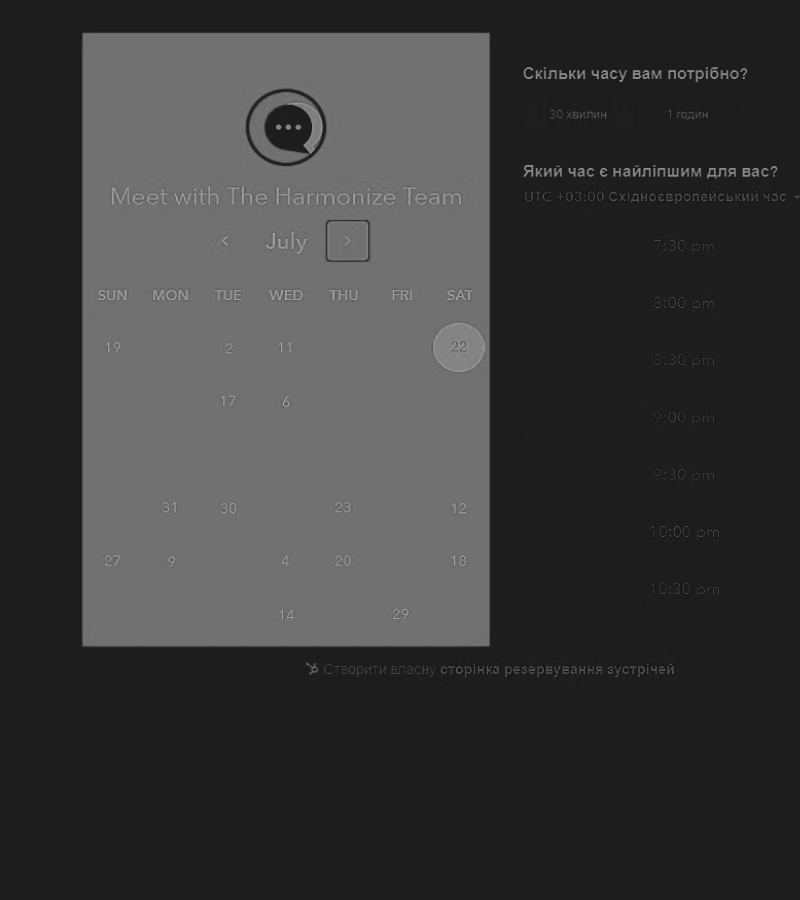 Meet with The Harmonize Team
July
SUN MON TUE WED THU FRI SAT
19 2 11 22
17 6
31 30 23 12
27 9 4 20 18
14 29
Скільки часу вам потрібно?
30 хвилин 1 годин
Який час є найліпшим для вас?
UTC +03:00 Східноєвропейський час
7:30 pm
8:00 pm
8:30 pm
9:00 pm
9:30 pm
10:00 pm
10:30 pm
Створити власну сторінка резервування зустрічей